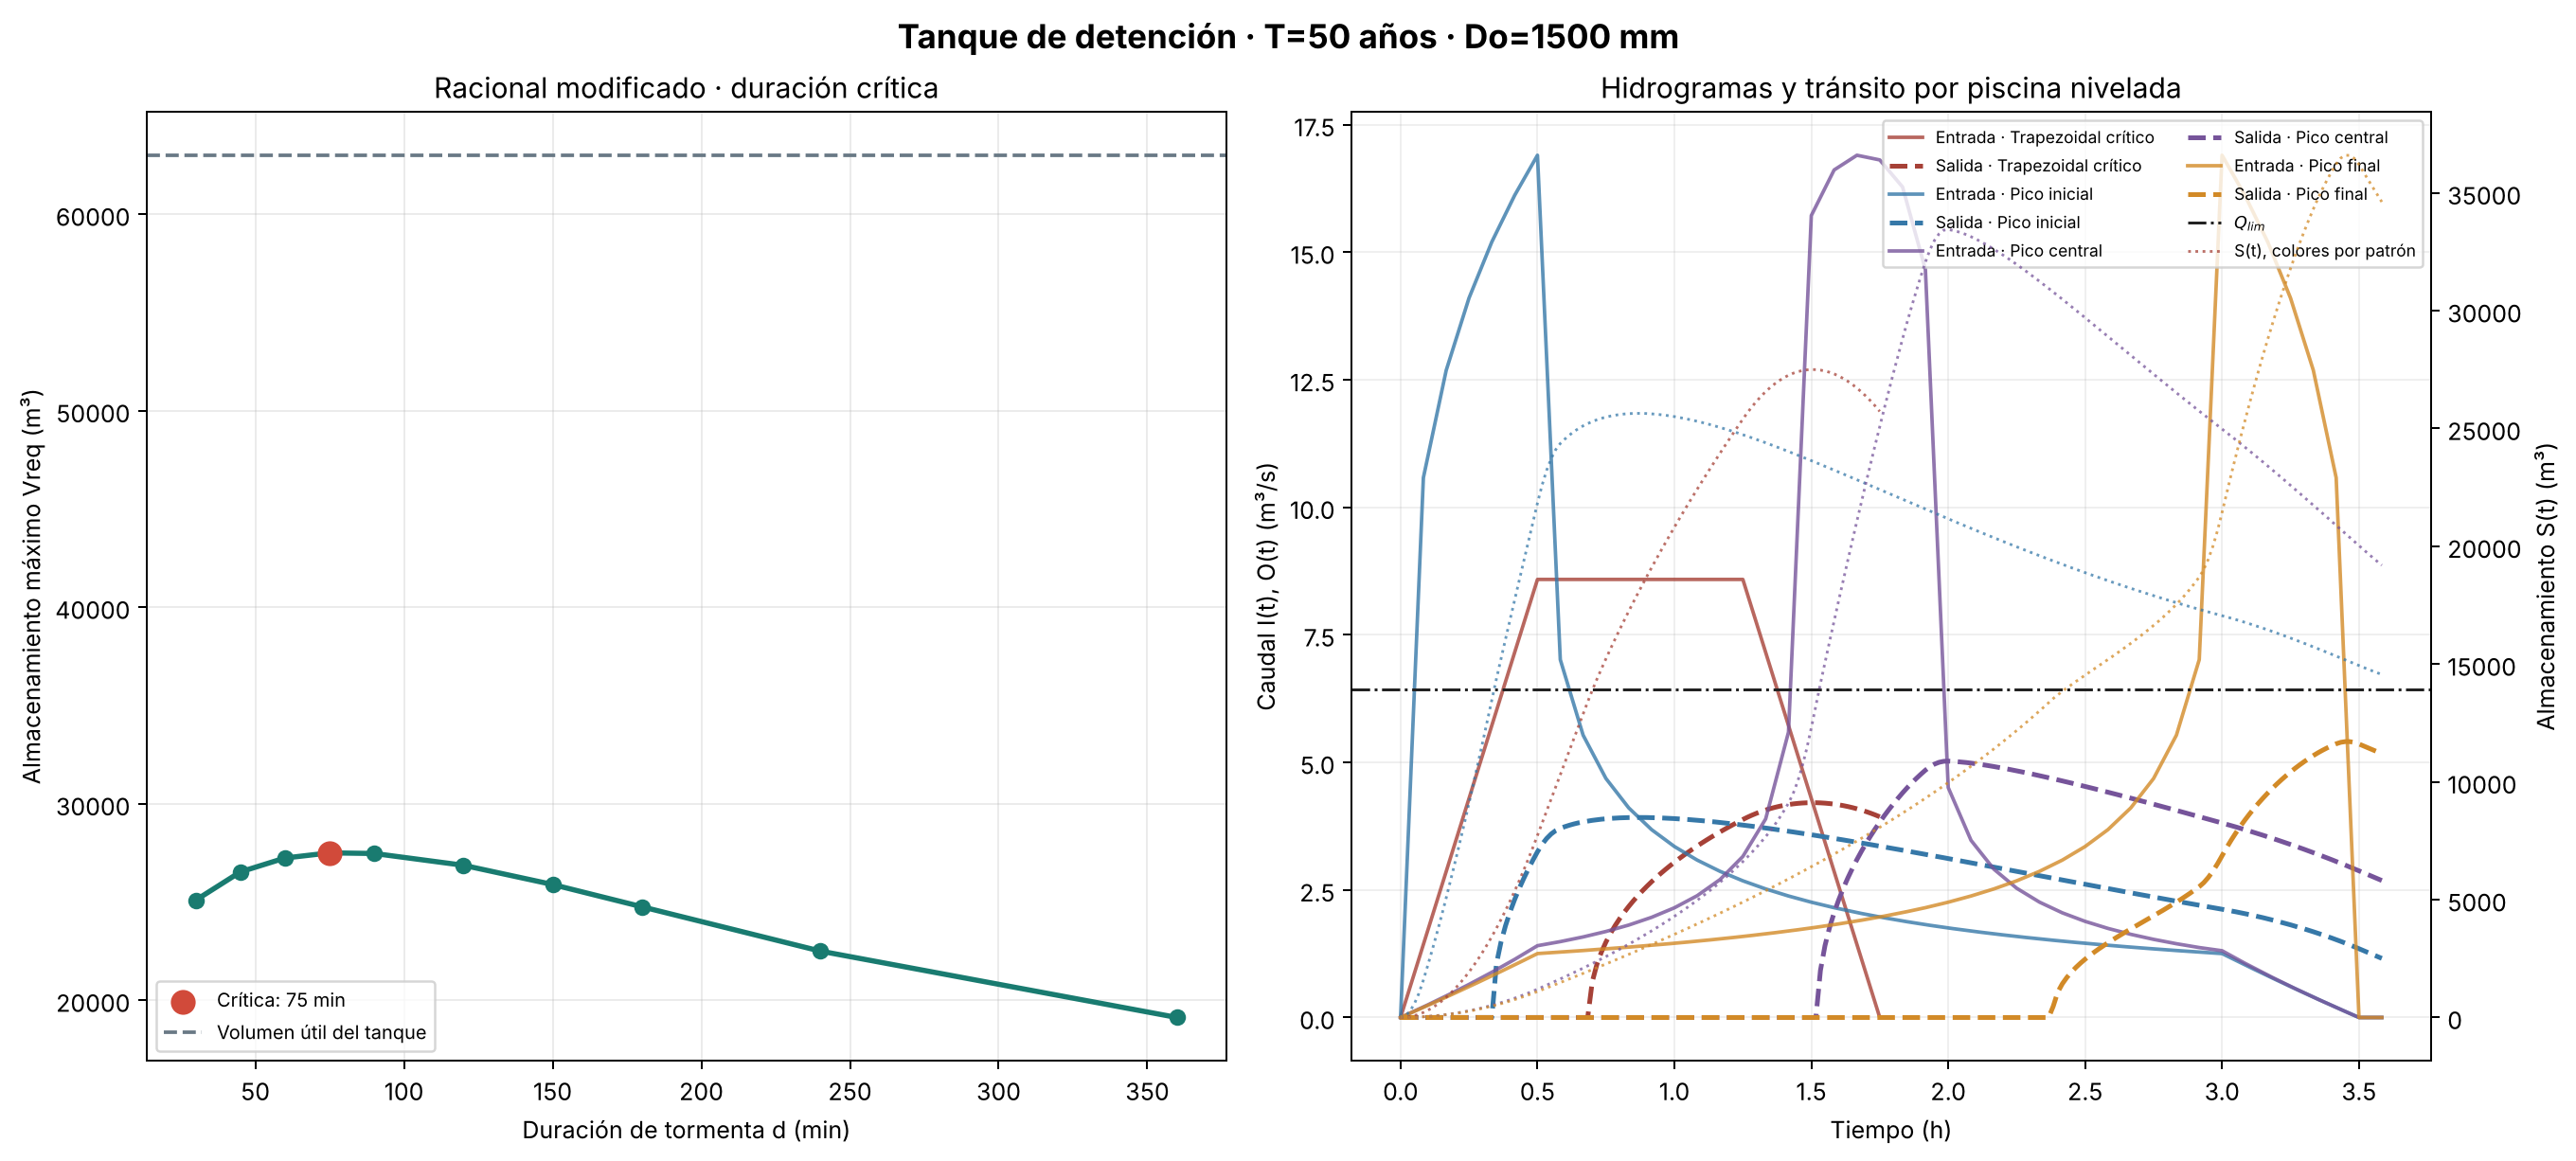 Tanque de detención · T=50 años · Do=1500 mm
Racional modificado · duración crítica
Almacenamiento máximo Vreq (m³)
60000
50000
40000
30000
20000
Crítica: 75 min
Volumen útil del tanque
50 100 150 200 250 300 350
Duración de tormenta d (min)
Hidrogramas y tránsito por piscina nivelada
Caudal I(t), O(t) (m³/s)
17.5
15.0
12.5
10.0
7.5
5.0
2.5
0.0
Entrada · Trapezoidal crítico
Salida · Trapezoidal crítico
Entrada · Pico inicial
Salida · Pico inicial
Entrada · Pico central
Salida · Pico central
Entrada · Pico final
Salida · Pico final
Qlim
S(t), colores por patrón
35000
30000
25000
20000
15000
10000
5000
0
Almacenamiento S(t) (m³)
0.0 0.5 1.0 1.5 2.0 2.5 3.0 3.5
Tiempo (h)